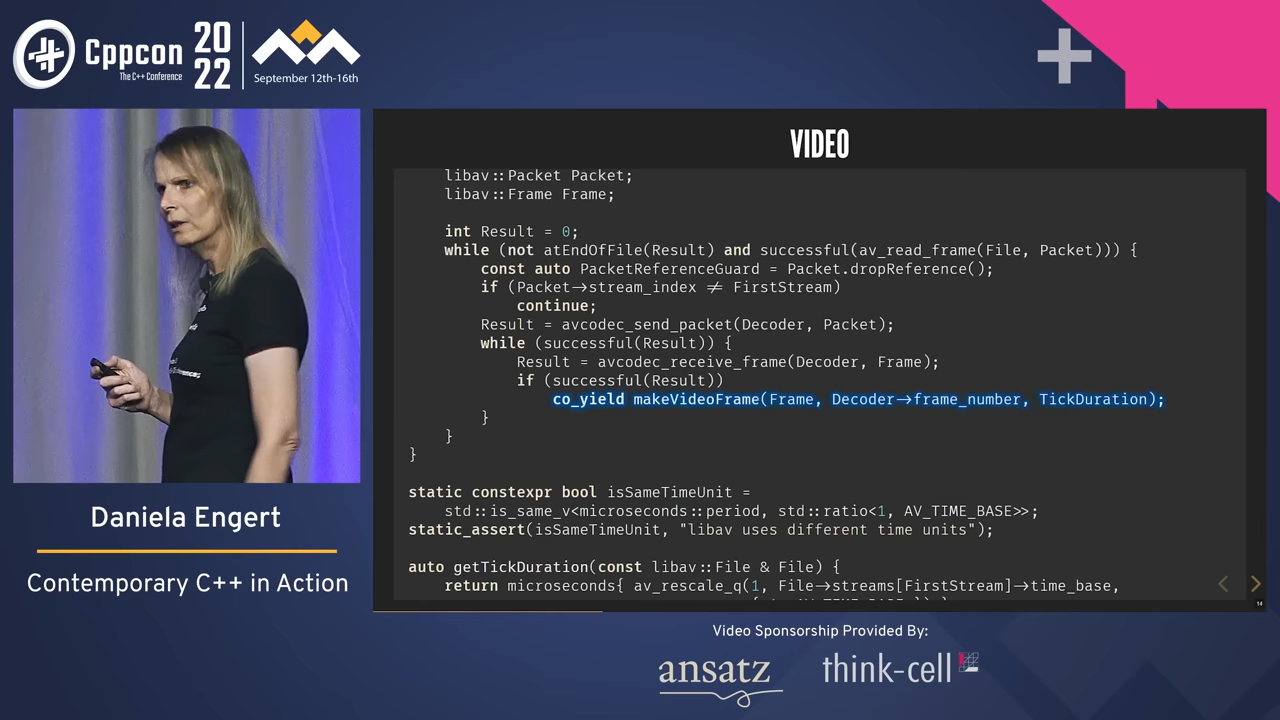 Cppcon
The C++ Conference
20
22
September 12th-16th
VIDEO
libav::Packet Packet;
libav::Frame Frame;
int Result = 0;
while (not atEndOfFile(Result) and successful(av_read_frame(File, Packet))) {
const auto PacketReferenceGuard = Packet.dropReference();
if (Packet->stream_index ≠ FirstStream)
continue;
Result = avcodec_send_packet(Decoder, Packet);
while (successful(Result)) {
Result = avcodec_receive_frame(Decoder, Frame);
if (successful(Result))
co_yield makeVideoFrame(Frame, Decoder->frame_number, TickDuration);
}
}
}
static constexpr bool isSameTimeUnit =
std::is_same_v<microseconds::period, std::ratio<1, AV_TIME_BASE>>;
static_assert(isSameTimeUnit, "libav uses different time units");
auto getTickDuration(const libav::File & File) {
return microseconds{ av_rescale_q(1, File->streams[FirstStream]->time_base,
14
Daniela Engert
Contemporary C++ in Action
Video Sponsorship Provided By:
ansatz
think-cell